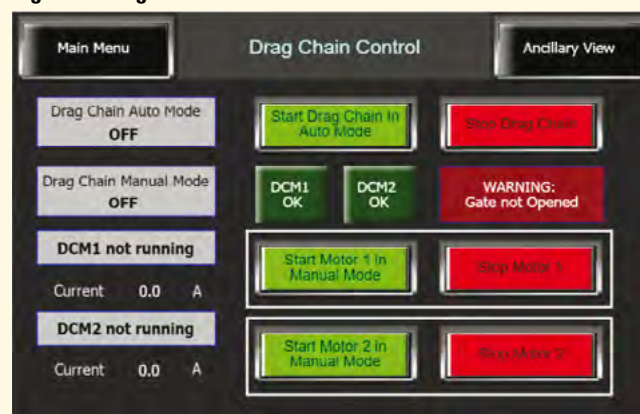 Main Menu
Drag Chain Control
Ancillary View
Drag Chain Auto Mode
OFF
Start Drag Chain In
Auto Mode
Stop Drag Chain
Drag Chain Manual Mode
OFF
DCM1
OK
DCM2
OK
WARNING:
Gate not Opened
DCM1 not running
Start Motor 1 in
Manual Mode
Stop Motor 1
Current 0.0 A
DCM2 not running
Start Motor 2 in
Manual Mode
Stop Motor 2
Current 0.0 A